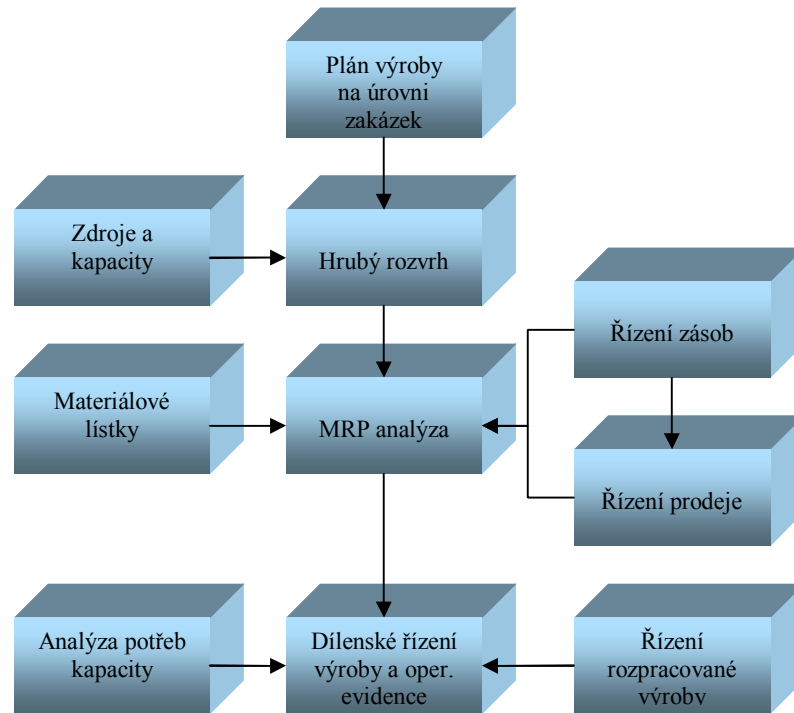 Plán výroby
na úrovni
zakázek
Zdroje a
kapacity
Hrubý rozvrh
Řízení zásob
Materiálové
lístky
MRP analýza
Řízení prodeje
Analýza potřeb
kapacity
Dílenské řízení
výroby a oper.
evidence
Řízení
rozpracované
výroby